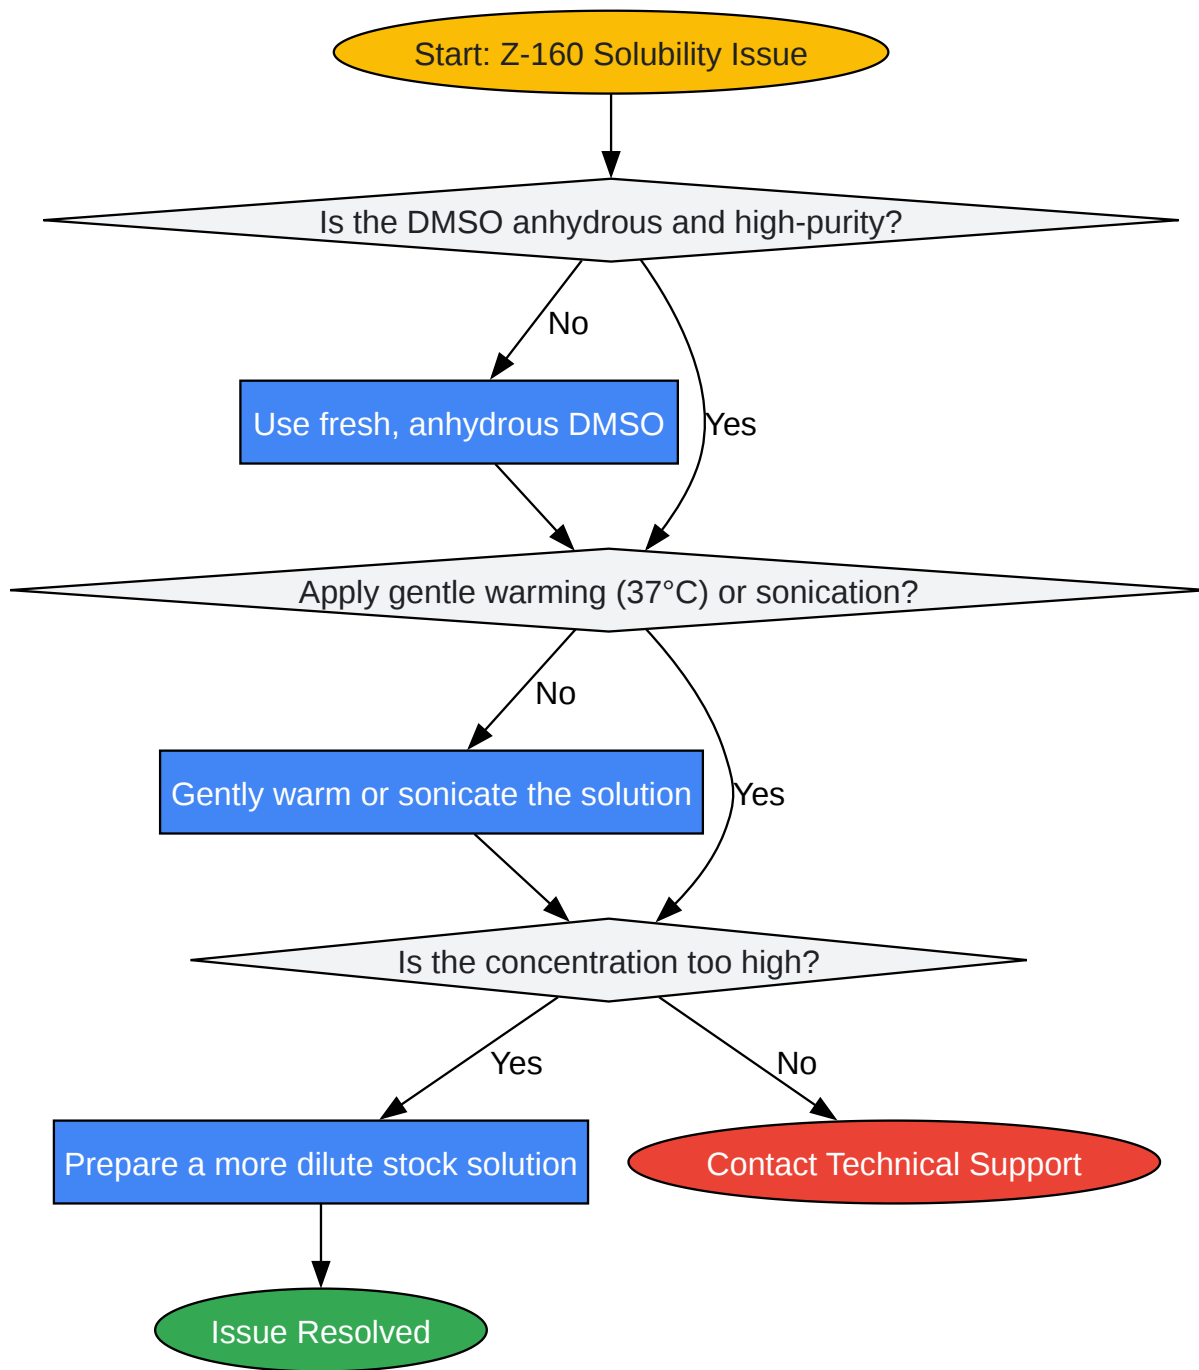 Start: Z-160 Solubility Issue
Is the DMSO anhydrous and high-purity?
No
Use fresh, anhydrous DMSO
Yes
Apply gentle warming (37°C) or sonication?
No
Gently warm or sonicate the solution
Yes
Is the concentration too high?
Yes
No
Prepare a more dilute stock solution
Contact Technical Support
Issue Resolved